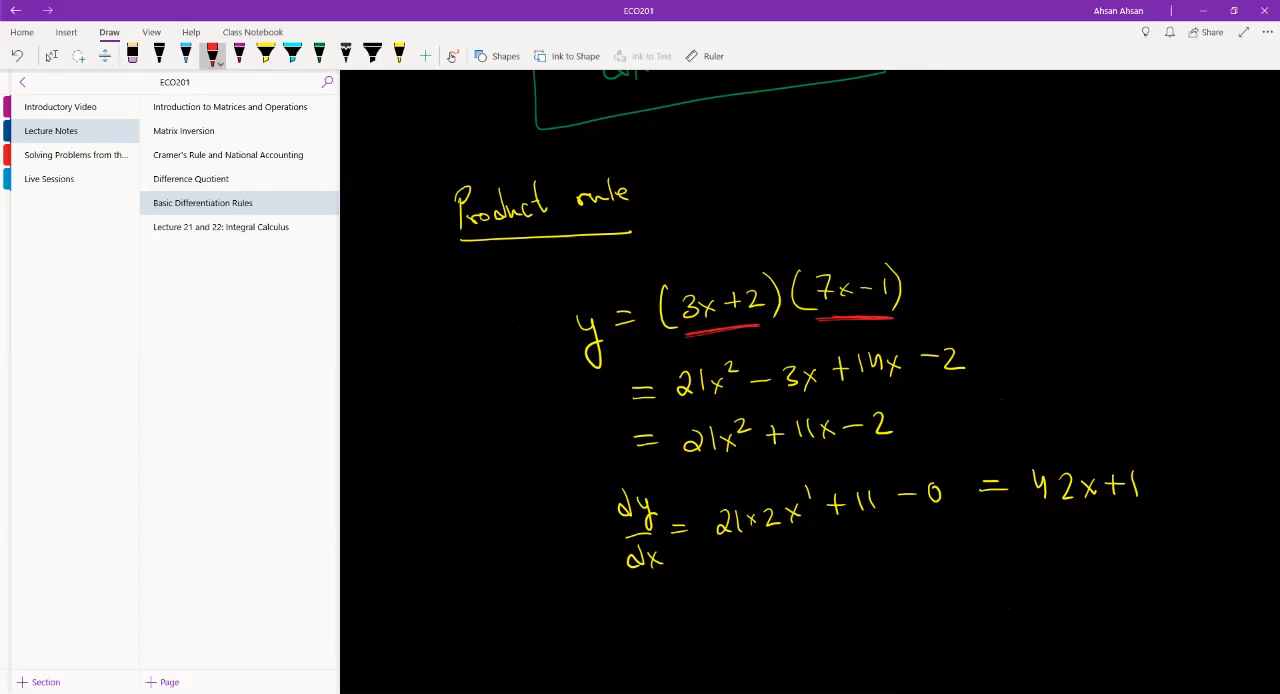 ECO201
Ahsan Ahsan
Home Insert Draw View Help Class Notebook
Share
Shapes Ink to Shape Ink to Text Ruler
ECO201
Introductory Video
Lecture Notes
Solving Problems from th...
Live Sessions
Introduction to Matrices and Operations
Matrix Inversion
Cramer's Rule and National Accounting
Difference Quotient
Basic Differentiation Rules
Lecture 21 and 22: Integral Calculus
Product rule
y = (3x+2)(7x-1)
= 21x² - 3x + 14x - 2
= 21x² + 11x - 2
dy/dx = 21×2x¹ + 11 - 0 = 42x+1
+ Section
+ Page